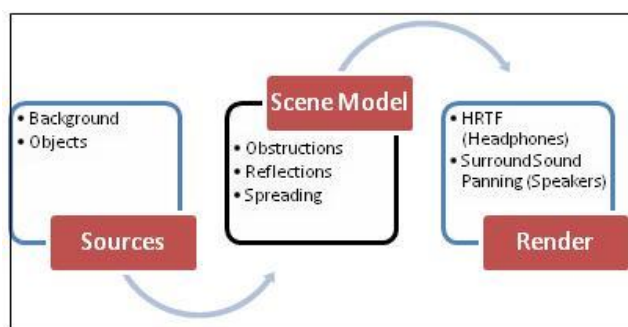 • Background
• Objects
Sources
Scene Model
• Obstructions
• Reflections
• Spreading
• HRTF
(Headphones)
• Surround Sound
Panning (Speakers)
Render